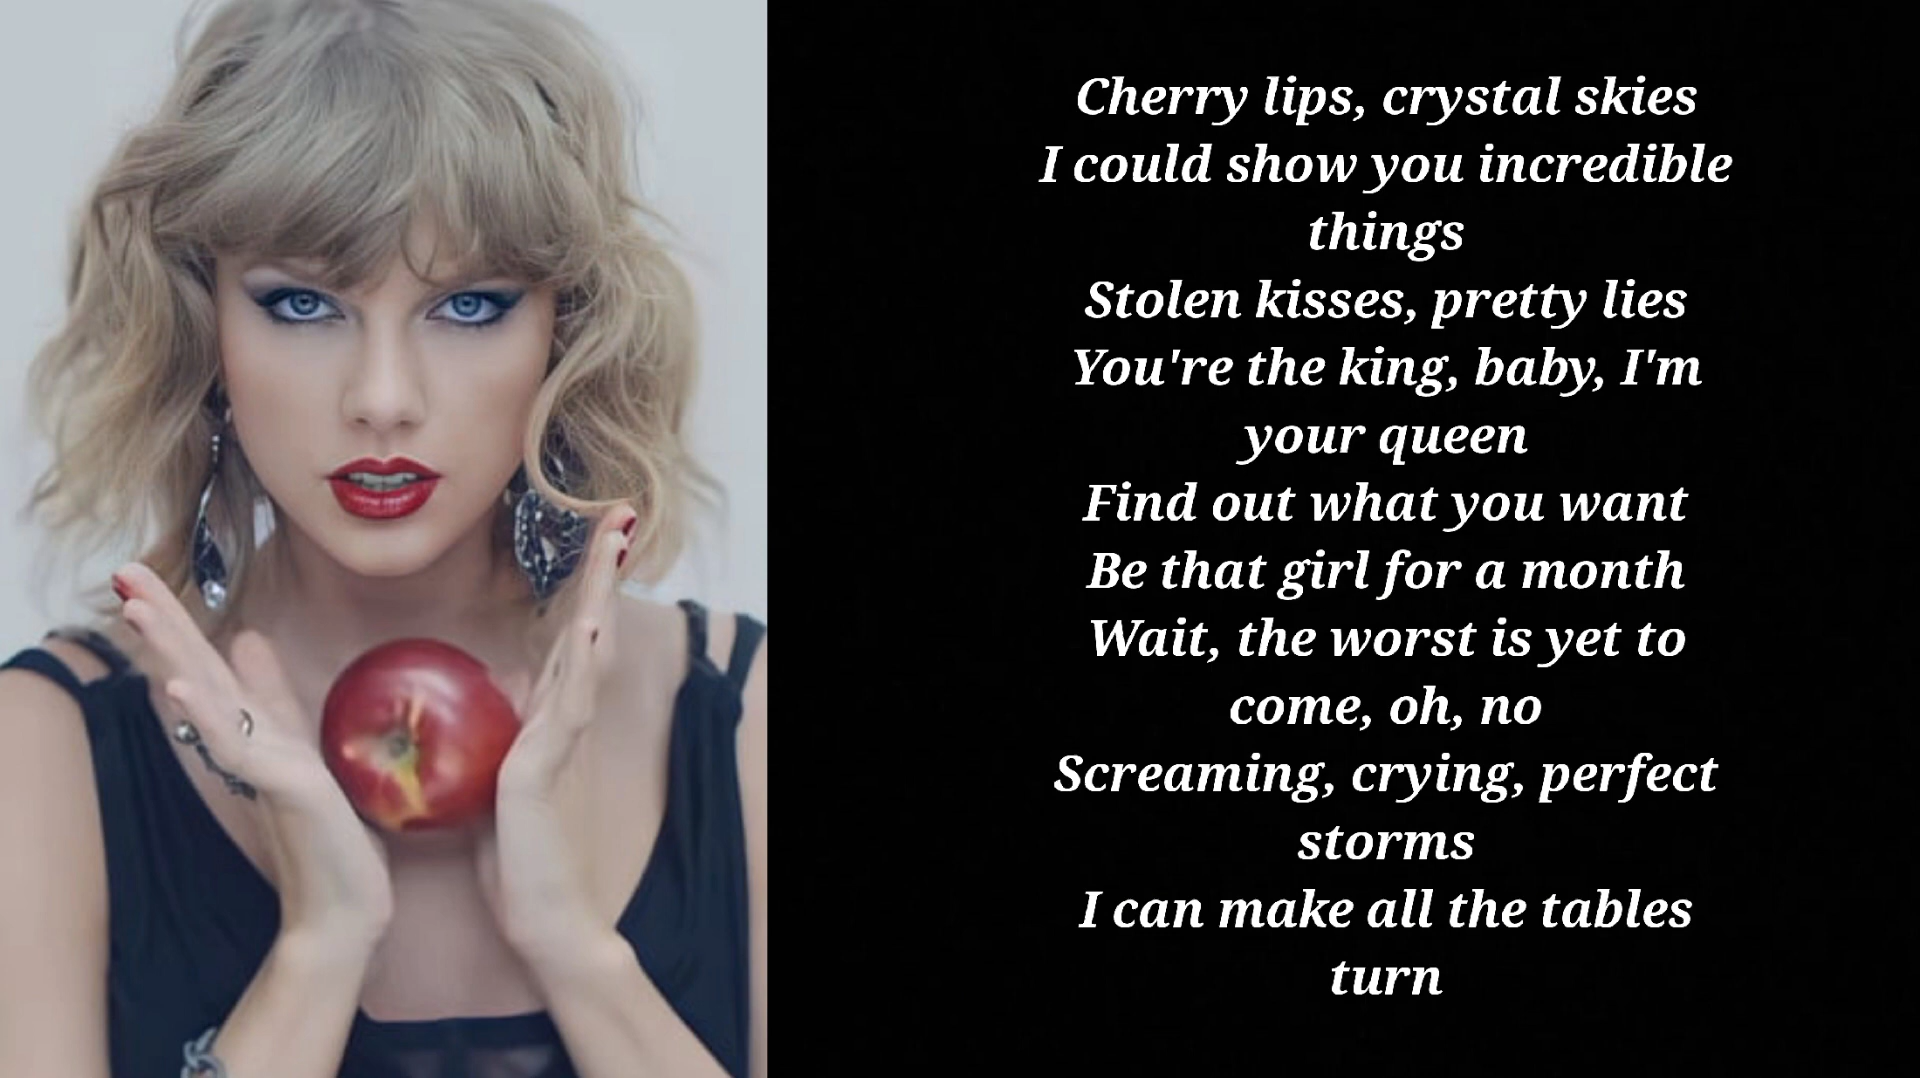 Cherry lips, crystal skies
I could show you incredible
things
Stolen kisses, pretty lies
You're the king, baby, I'm
your queen
Find out what you want
Be that girl for a month
Wait, the worst is yet to
come, oh, no
Screaming, crying, perfect
storms
I can make all the tables
turn